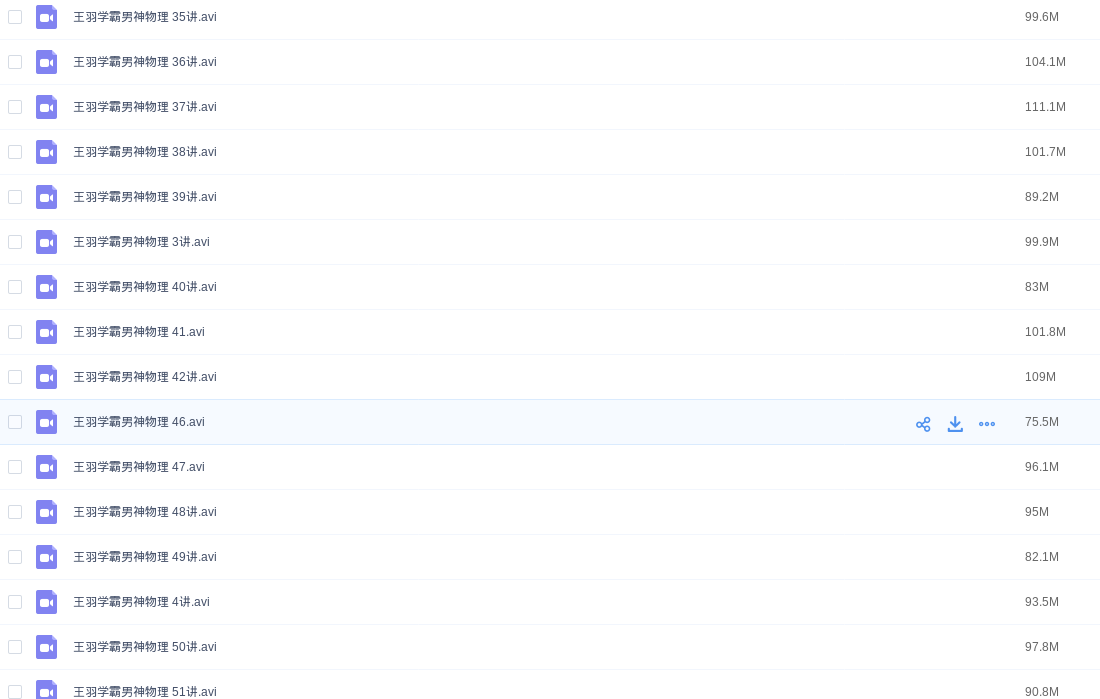 王羽学霸男神物理 35讲.avi 99.6M
王羽学霸男神物理 36讲.avi 104.1M
王羽学霸男神物理 37讲.avi 111.1M
王羽学霸男神物理 38讲.avi 101.7M
王羽学霸男神物理 39讲.avi 89.2M
王羽学霸男神物理 3讲.avi 99.9M
王羽学霸男神物理 40讲.avi 83M
王羽学霸男神物理 41.avi 101.8M
王羽学霸男神物理 42讲.avi 109M
王羽学霸男神物理 46.avi 75.5M
王羽学霸男神物理 47.avi 96.1M
王羽学霸男神物理 48讲.avi 95M
王羽学霸男神物理 49讲.avi 82.1M
王羽学霸男神物理 4讲.avi 93.5M
王羽学霸男神物理 50讲.avi 97.8M
王羽学霸男神物理 51讲.avi 90.8M